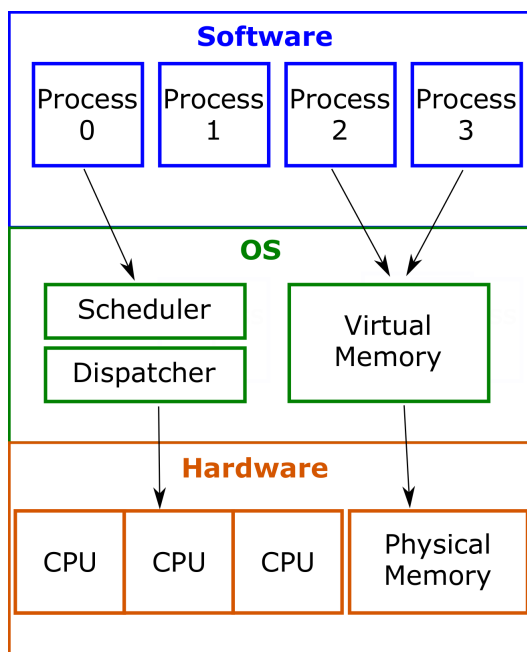 Software
Process
0
Process
1
Process
2
Process
3
OS
Scheduler
Dispatcher
Virtual
Memory
Hardware
CPU
CPU
CPU
Physical
Memory